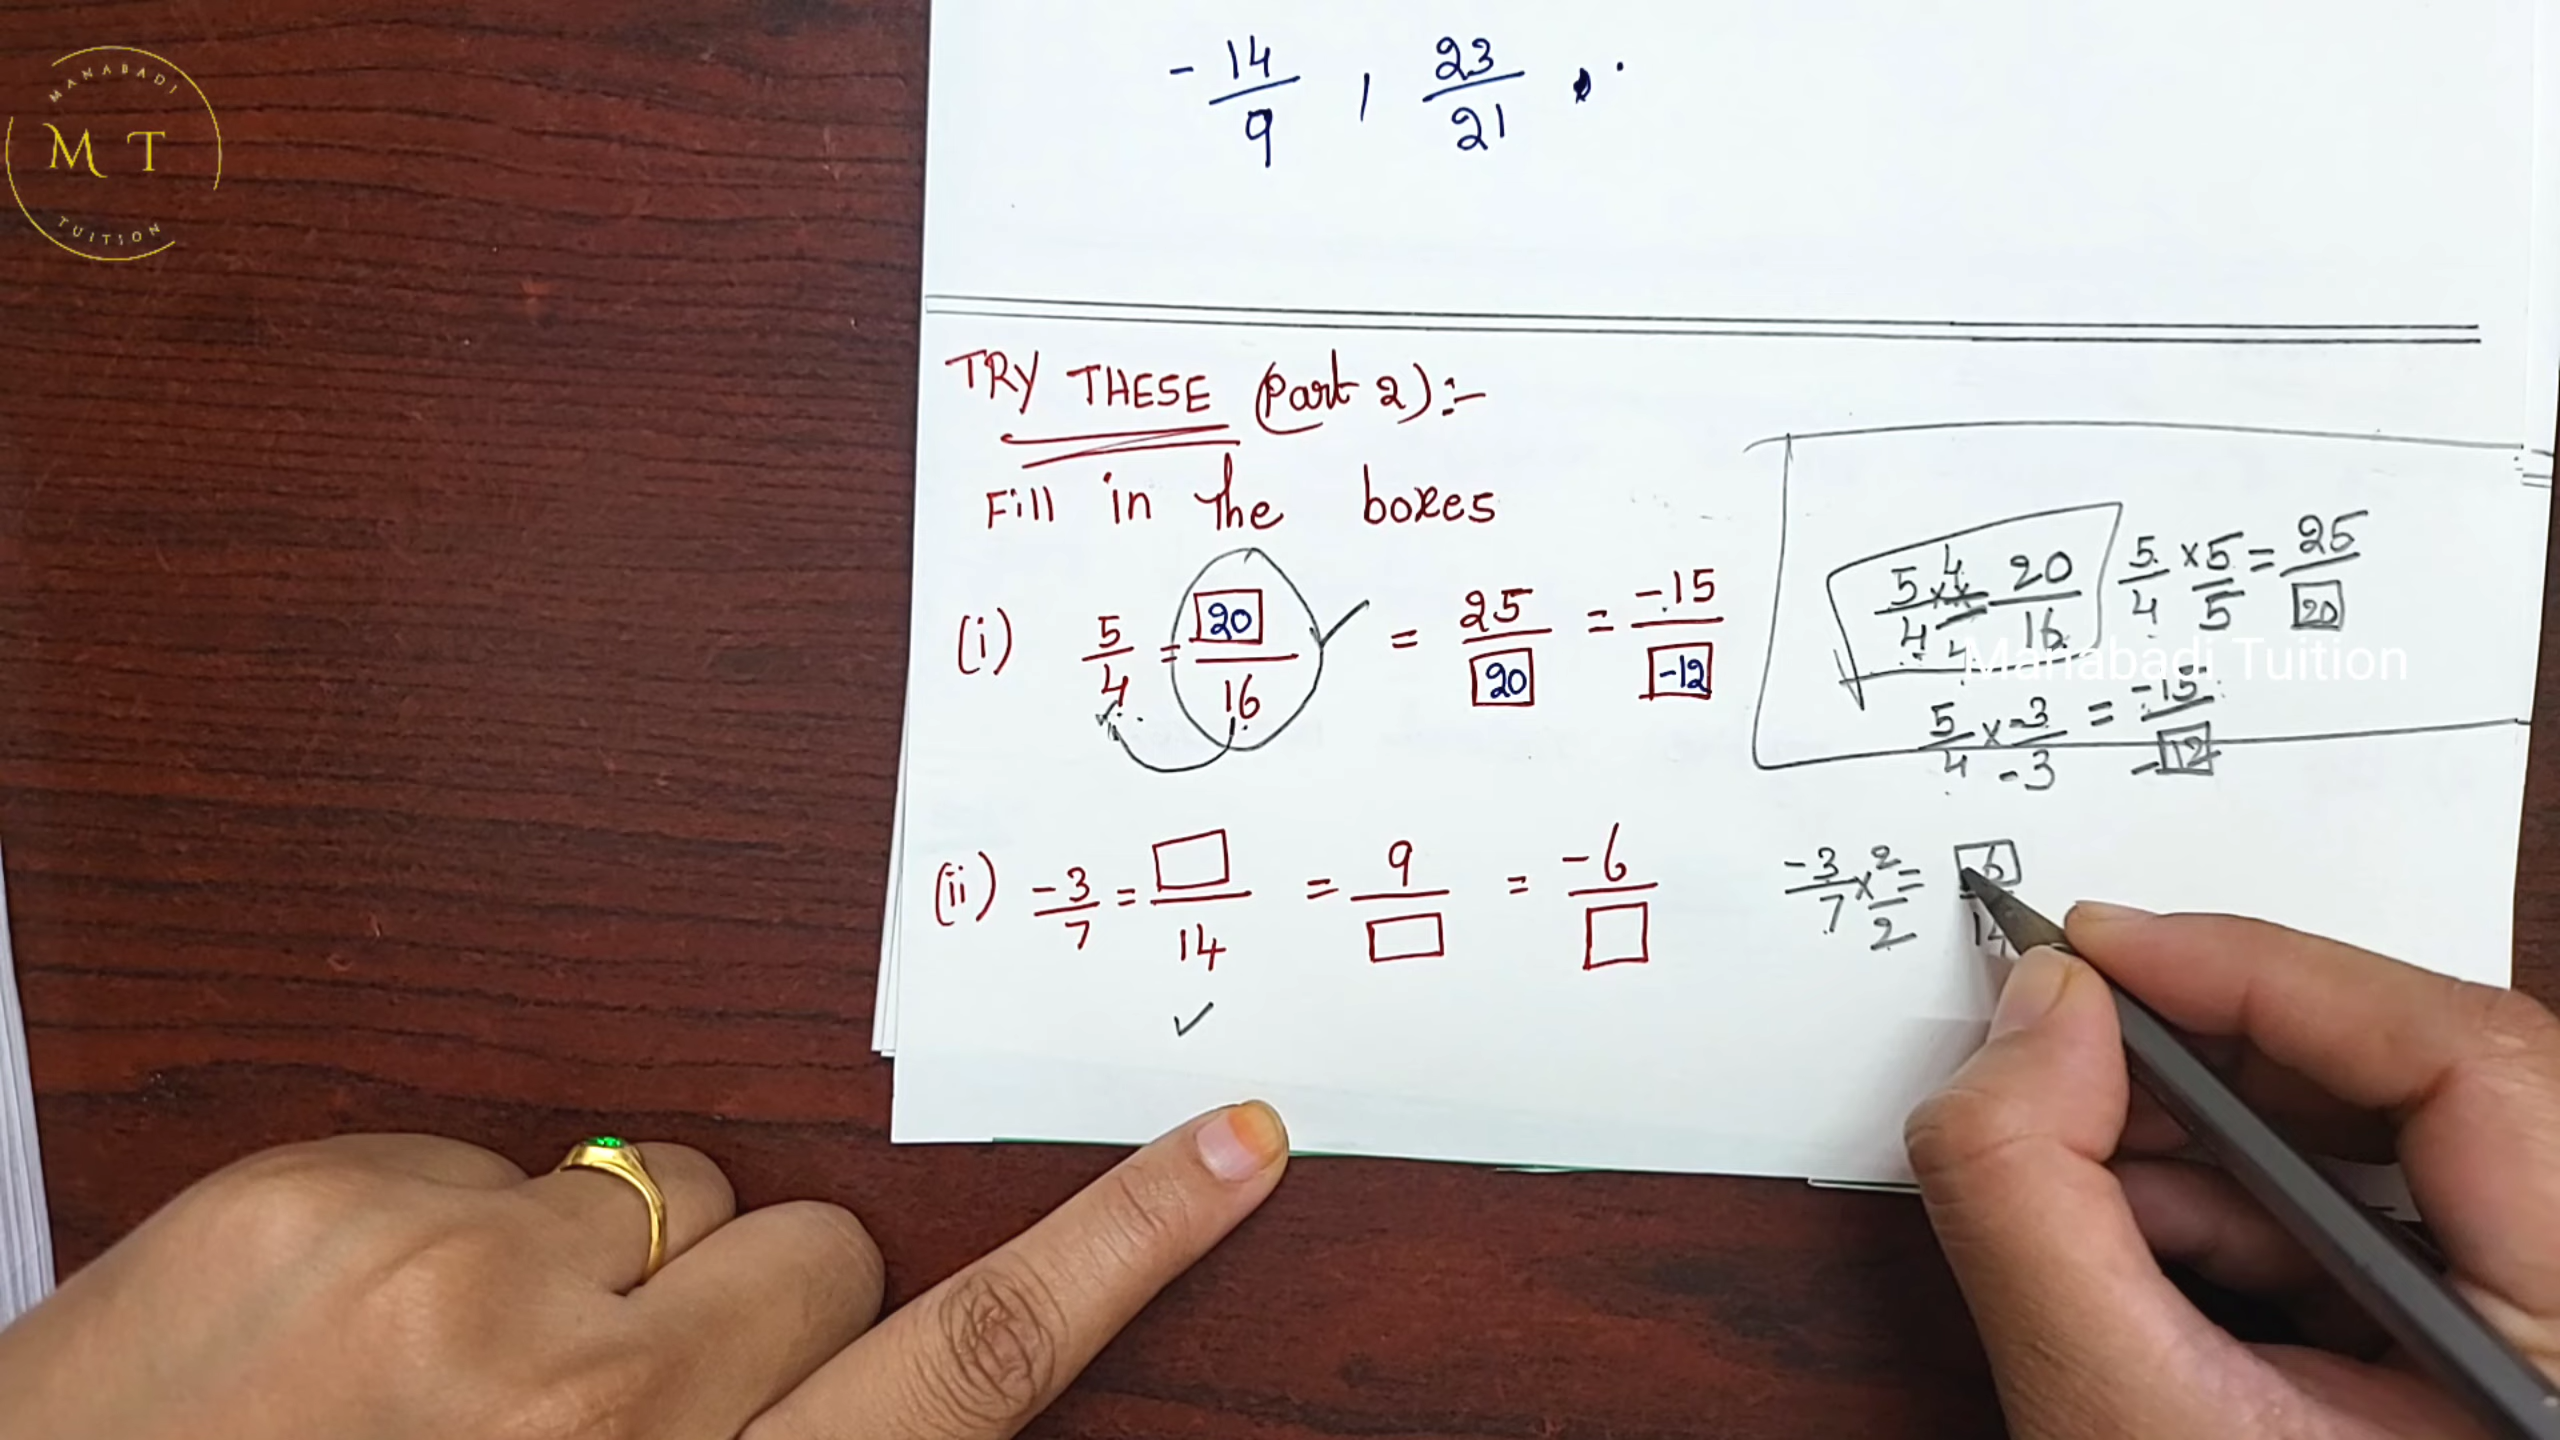 MANABADI
M T
TUITION
-14/9 , 23/21 .
TRY THESE (Part 2):-
Fill in the boxes
(i) 5/4 = 20/16 = 25/20 = -15/-12
5/4 × 4/4 20/16
5/4 × 5/5 = 25/20
Manabadi Tuition
5/4 × -3/-3 = -15/-12
(ii) -3/7 = □/14 = 9/□ = -6/□
-3/7 × 2/2 = -6/14